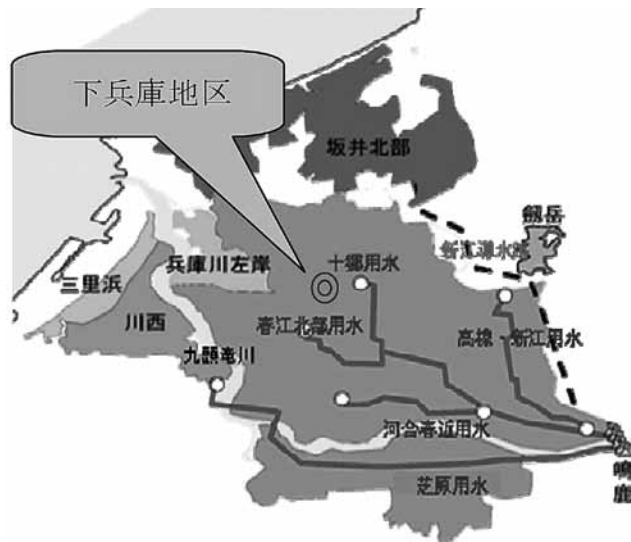 下兵庫地区
坂井北部
劔岳
新江導水路
十郷用水
兵庫川左岸
三里浜
春江北部用水
川西
高椋・新江用水
九頭竜川
河合春近用水
鳴鹿
芝原用水